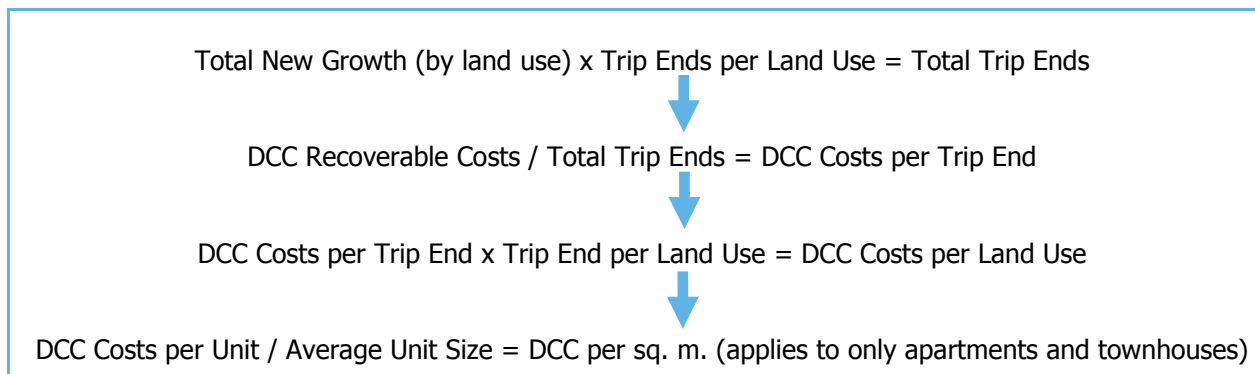 Total New Growth (by land use) x Trip Ends per Land Use = Total Trip Ends
DCC Recoverable Costs / Total Trip Ends = DCC Costs per Trip End
DCC Costs per Trip End x Trip End per Land Use = DCC Costs per Land Use
DCC Costs per Unit / Average Unit Size = DCC per sq. m. (applies to only apartments and townhouses)